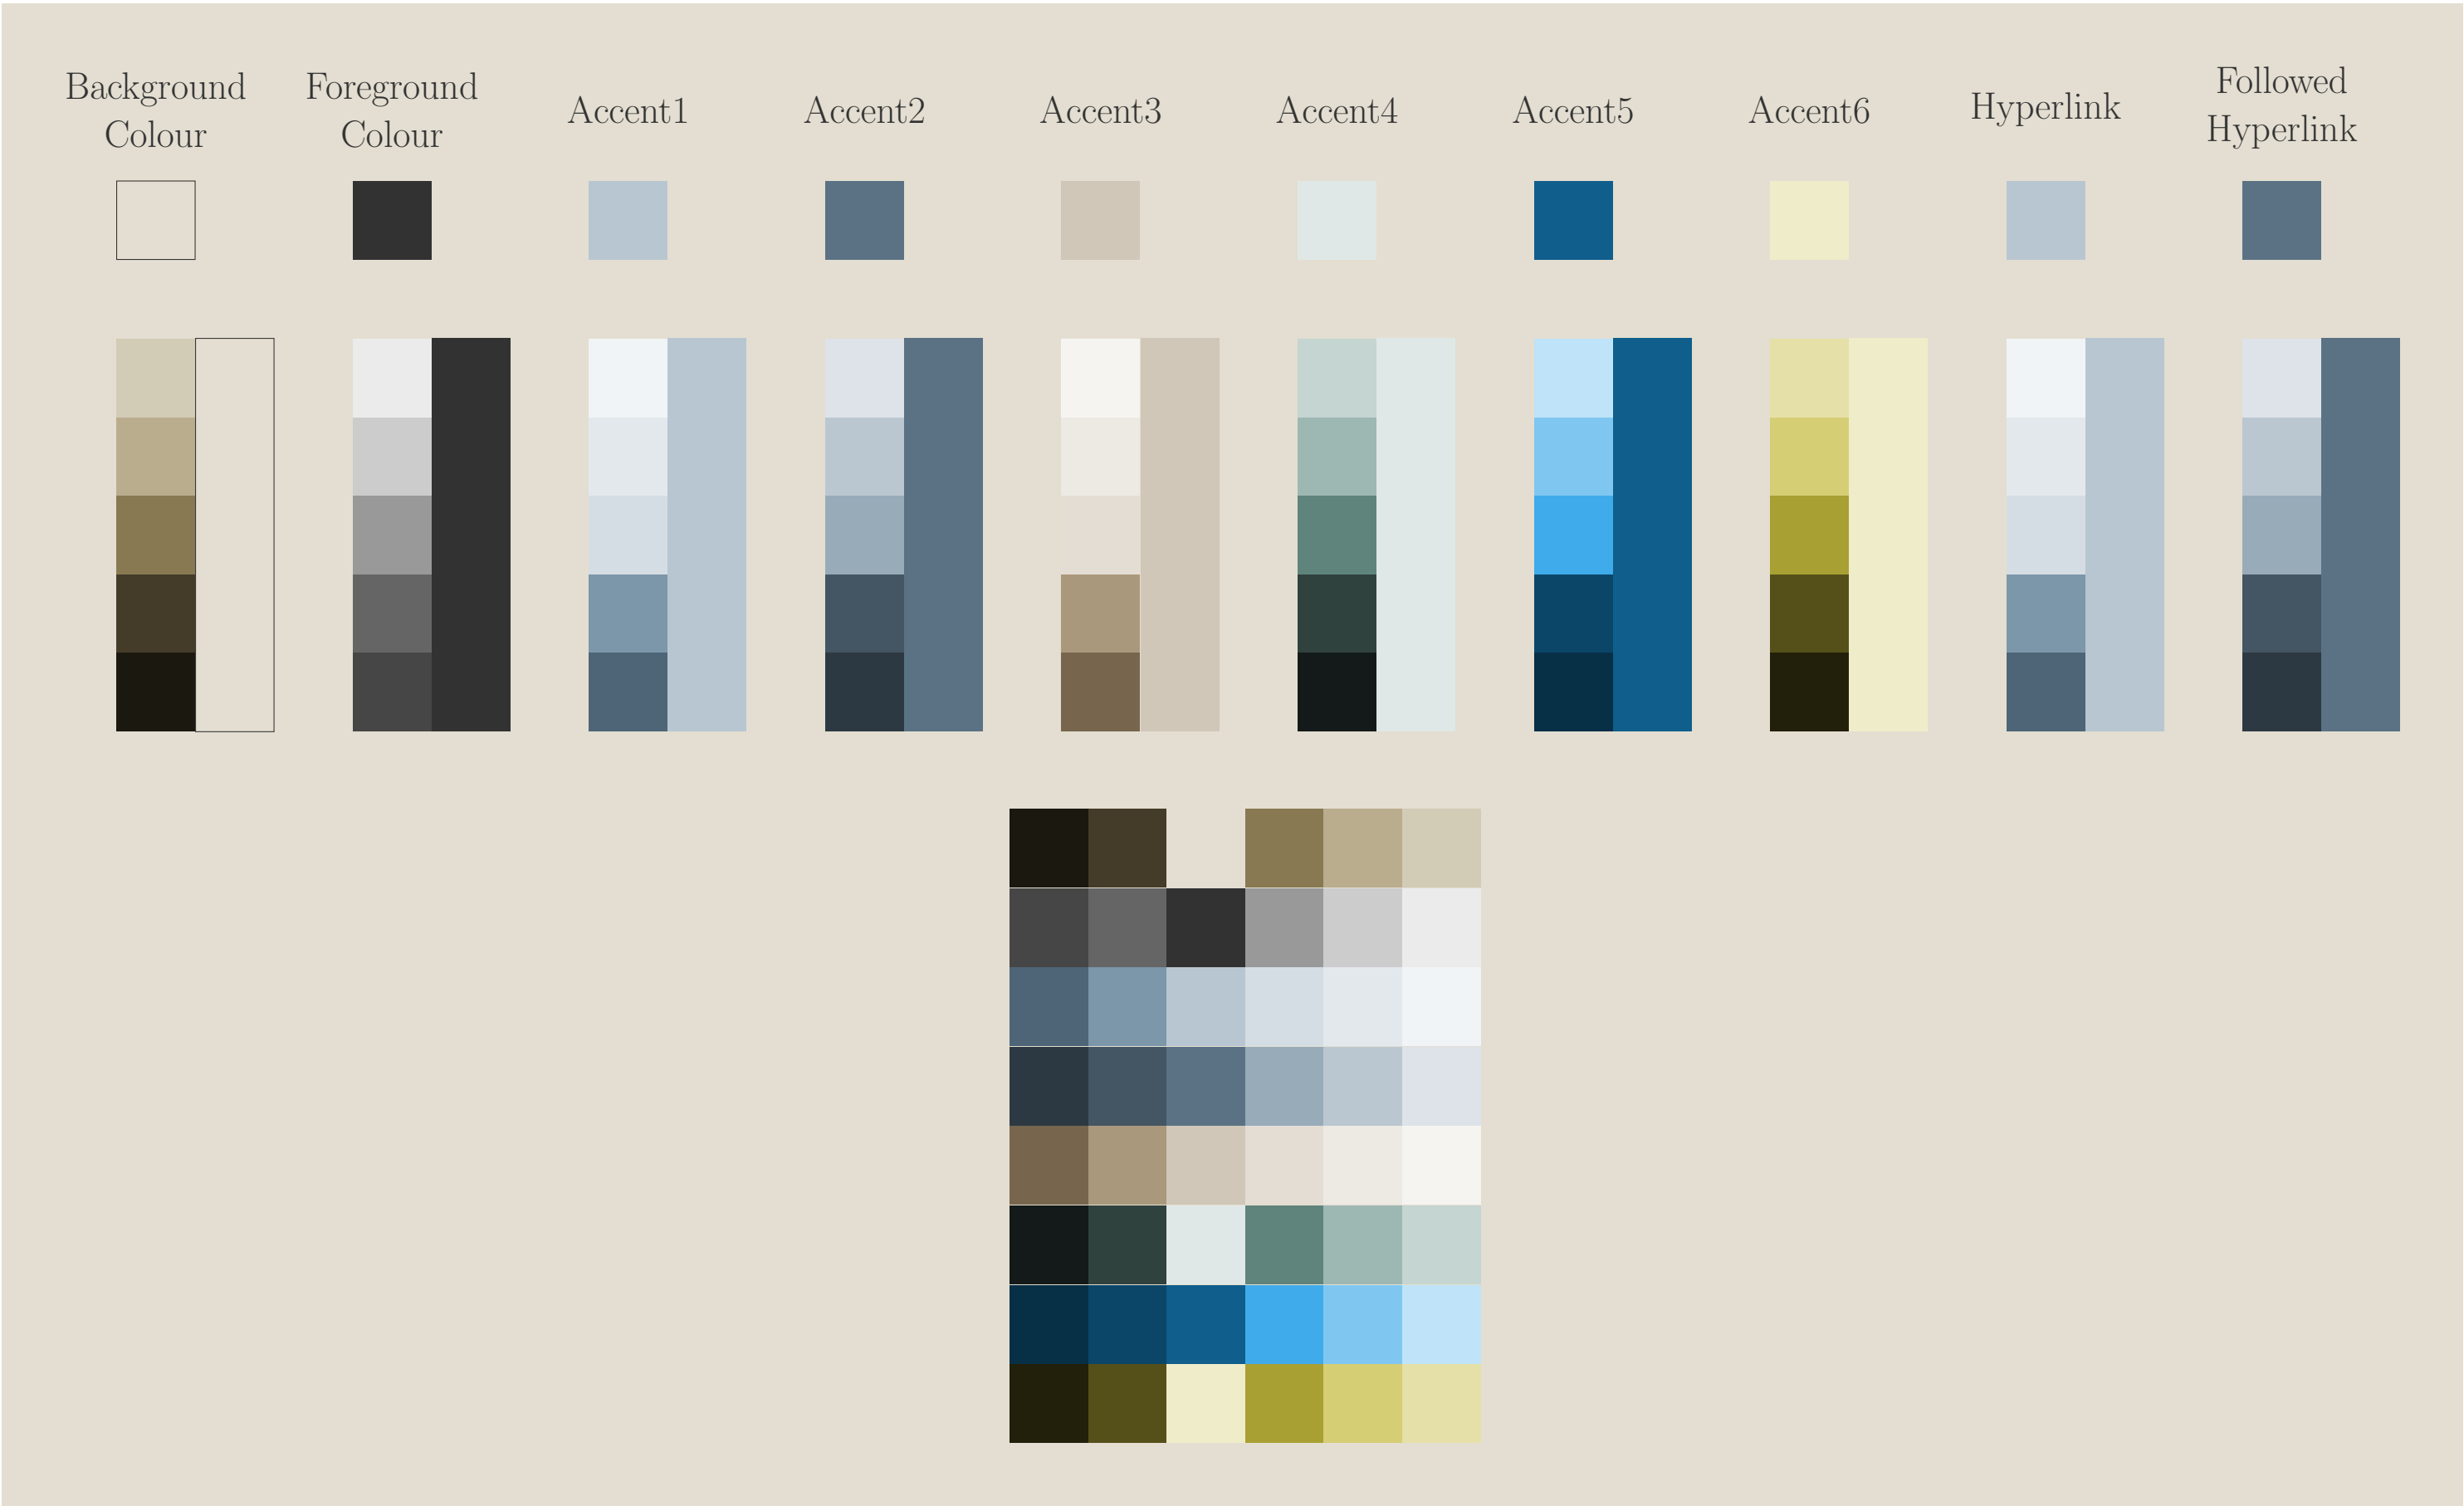 Background
Colour
Foreground
Colour
Accent1
Accent2
Accent3
Accent4
Accent5
Accent6
Hyperlink
Followed
Hyperlink